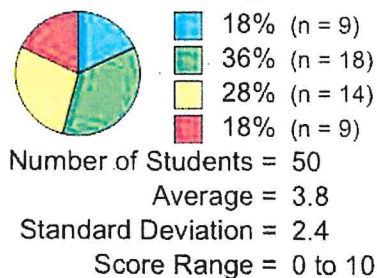 18% (n = 9)
36% (n = 18)
28% (n = 14)
18% (n = 9)
Number of Students = 50
Average = 3.8
Standard Deviation = 2.4
Score Range = 0 to 10